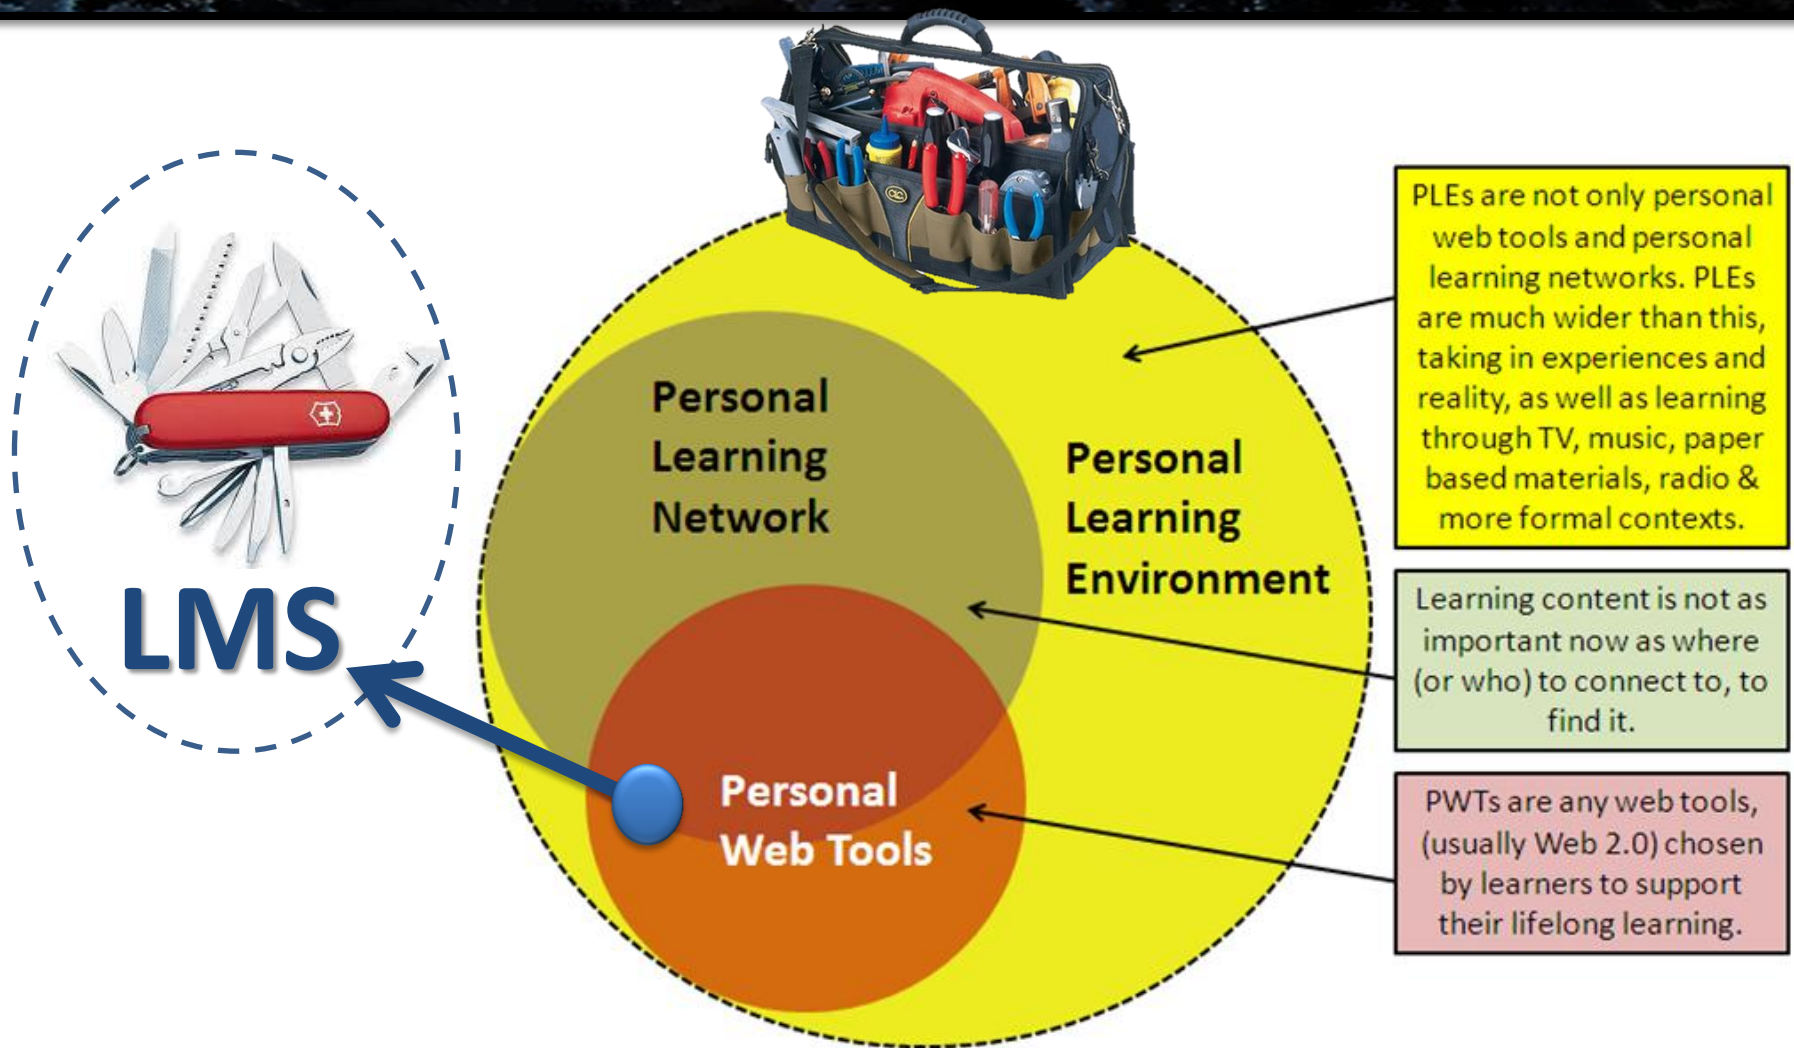 LMS
Personal
Learning
Network
Personal
Learning
Environment
Personal
Web Tools
PLEs are not only personal
web tools and personal
learning networks. PLEs
are much wider than this,
taking in experiences and
reality, as well as learning
through TV, music, paper
based materials, radio &
more formal contexts.
Learning content is not as
important now as where
(or who) to connect to, to
find it.
PWTs are any web tools,
(usually Web 2.0) chosen
by learners to support
their lifelong learning.
CLC